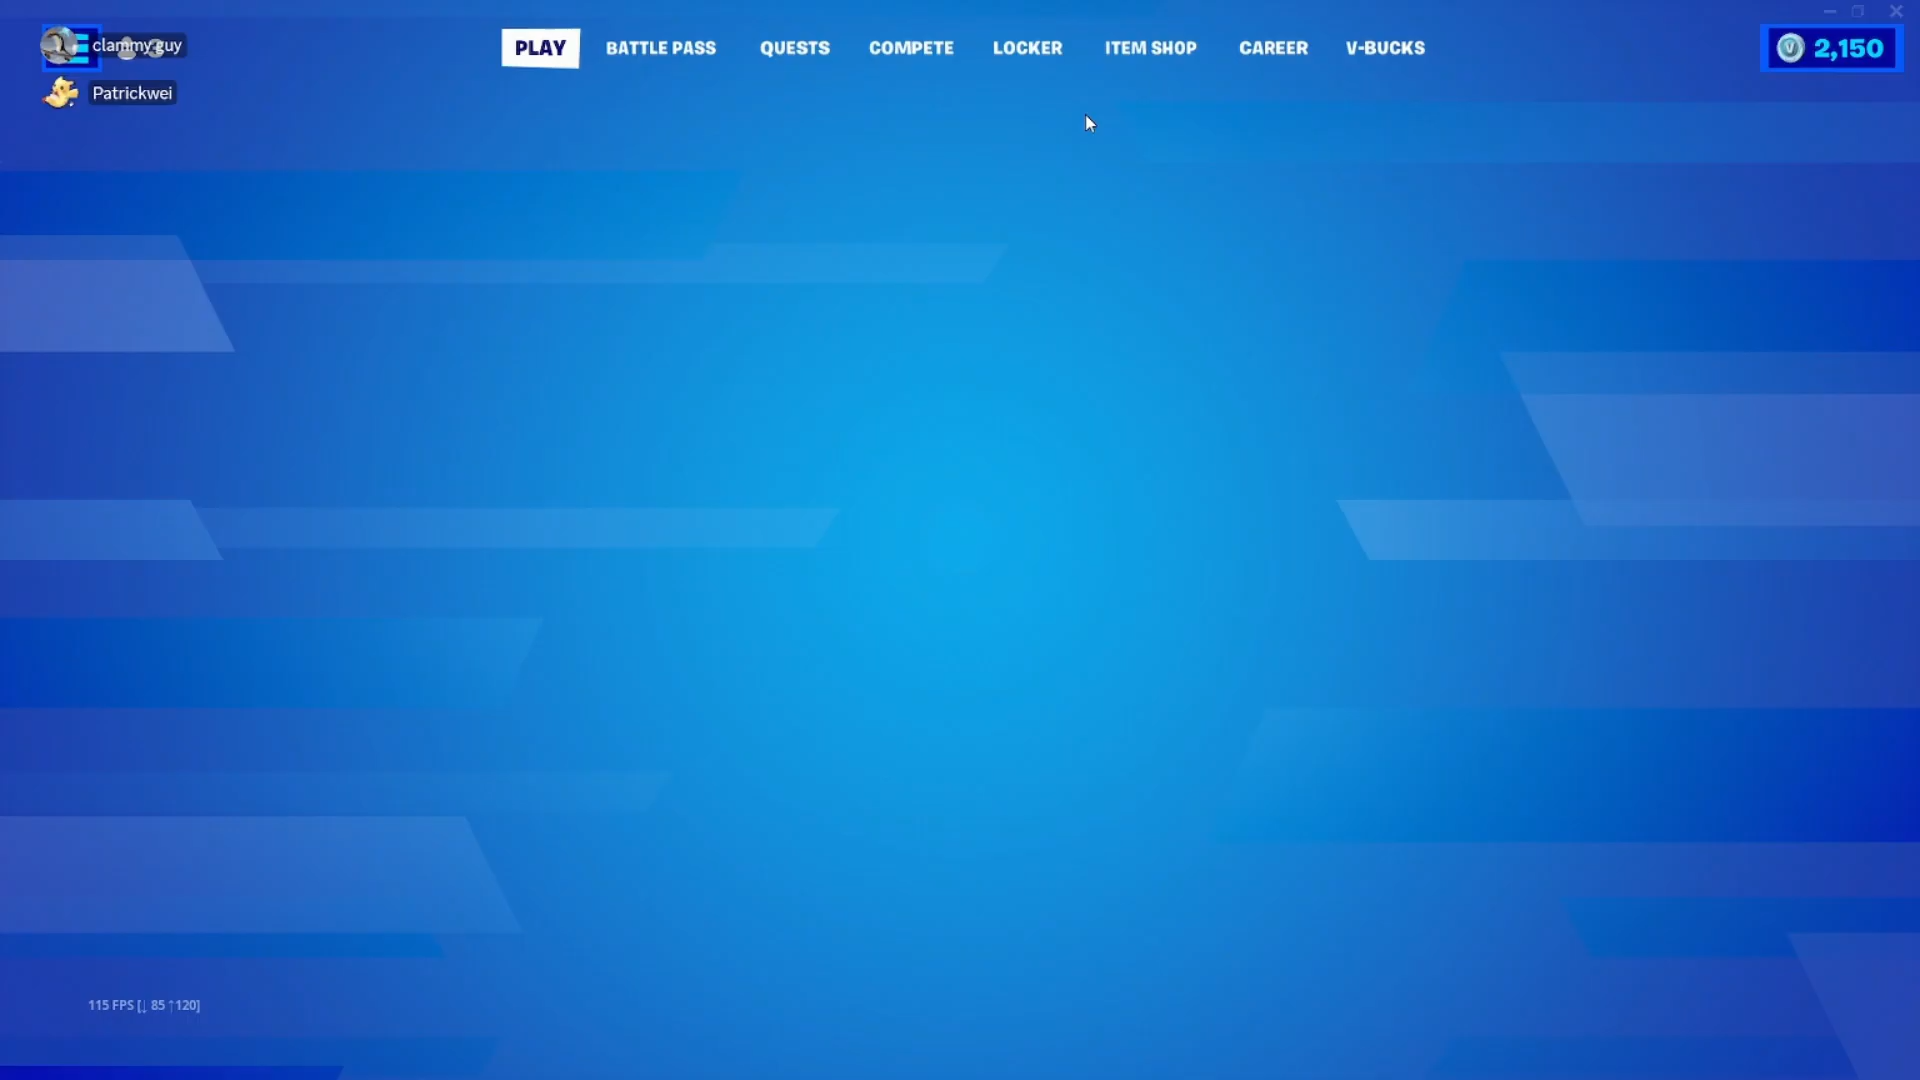 clammy guy
PLAY BATTLE PASS QUESTS COMPETE LOCKER ITEM SHOP CAREER V-BUCKS
2,150
Patrickwei
115 FPS [↓ 85 ↑120]